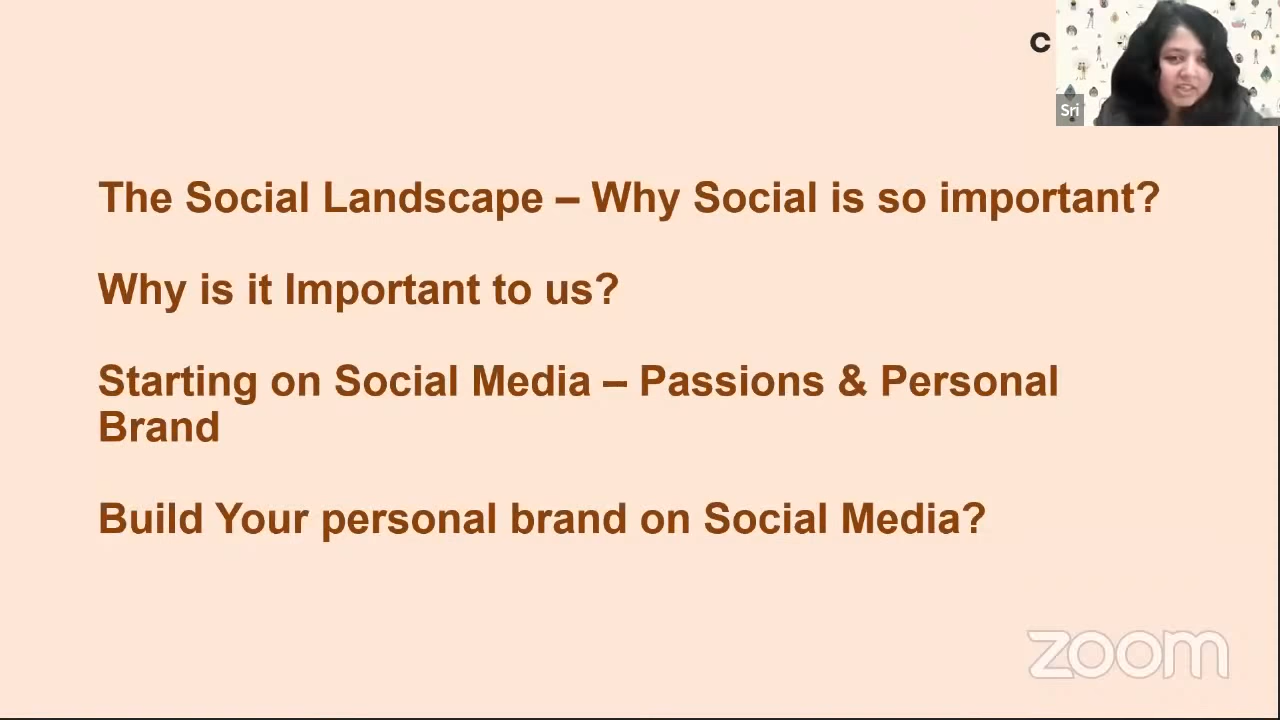 C
Sri
The Social Landscape – Why Social is so important?
Why is it Important to us?
Starting on Social Media – Passions & Personal
Brand
Build Your personal brand on Social Media?
zoom